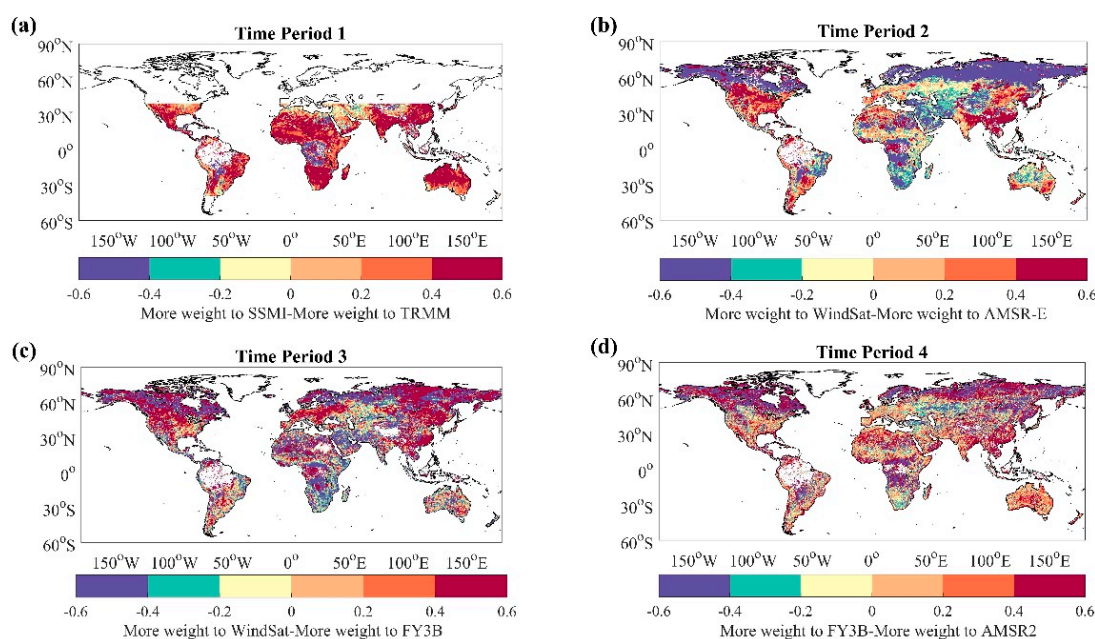 (a)
Time Period 1
90°N
60°N
30°N
0°
30°S
60°S
150°W 100°W 50°W 0° 50°E 100°E 150°E
-0.6 -0.4 -0.2 0 0.2 0.4 0.6
More weight to SSMI-More weight to TRMM
(b)
Time Period 2
90°N
60°N
30°N
0°
30°S
60°S
150°W 100°W 50°W 0° 50°E 100°E 150°E
-0.6 -0.4 -0.2 0 0.2 0.4 0.6
More weight to WindSat-More weight to AMSR-E
(c)
Time Period 3
90°N
60°N
30°N
0°
30°S
60°S
150°W 100°W 50°W 0° 50°E 100°E 150°E
-0.6 -0.4 -0.2 0 0.2 0.4 0.6
More weight to WindSat-More weight to FY3B
(d)
Time Period 4
90°N
60°N
30°N
0°
30°S
60°S
150°W 100°W 50°W 0° 50°E 100°E 150°E
-0.6 -0.4 -0.2 0 0.2 0.4 0.6
More weight to FY3B-More weight to AMSR2